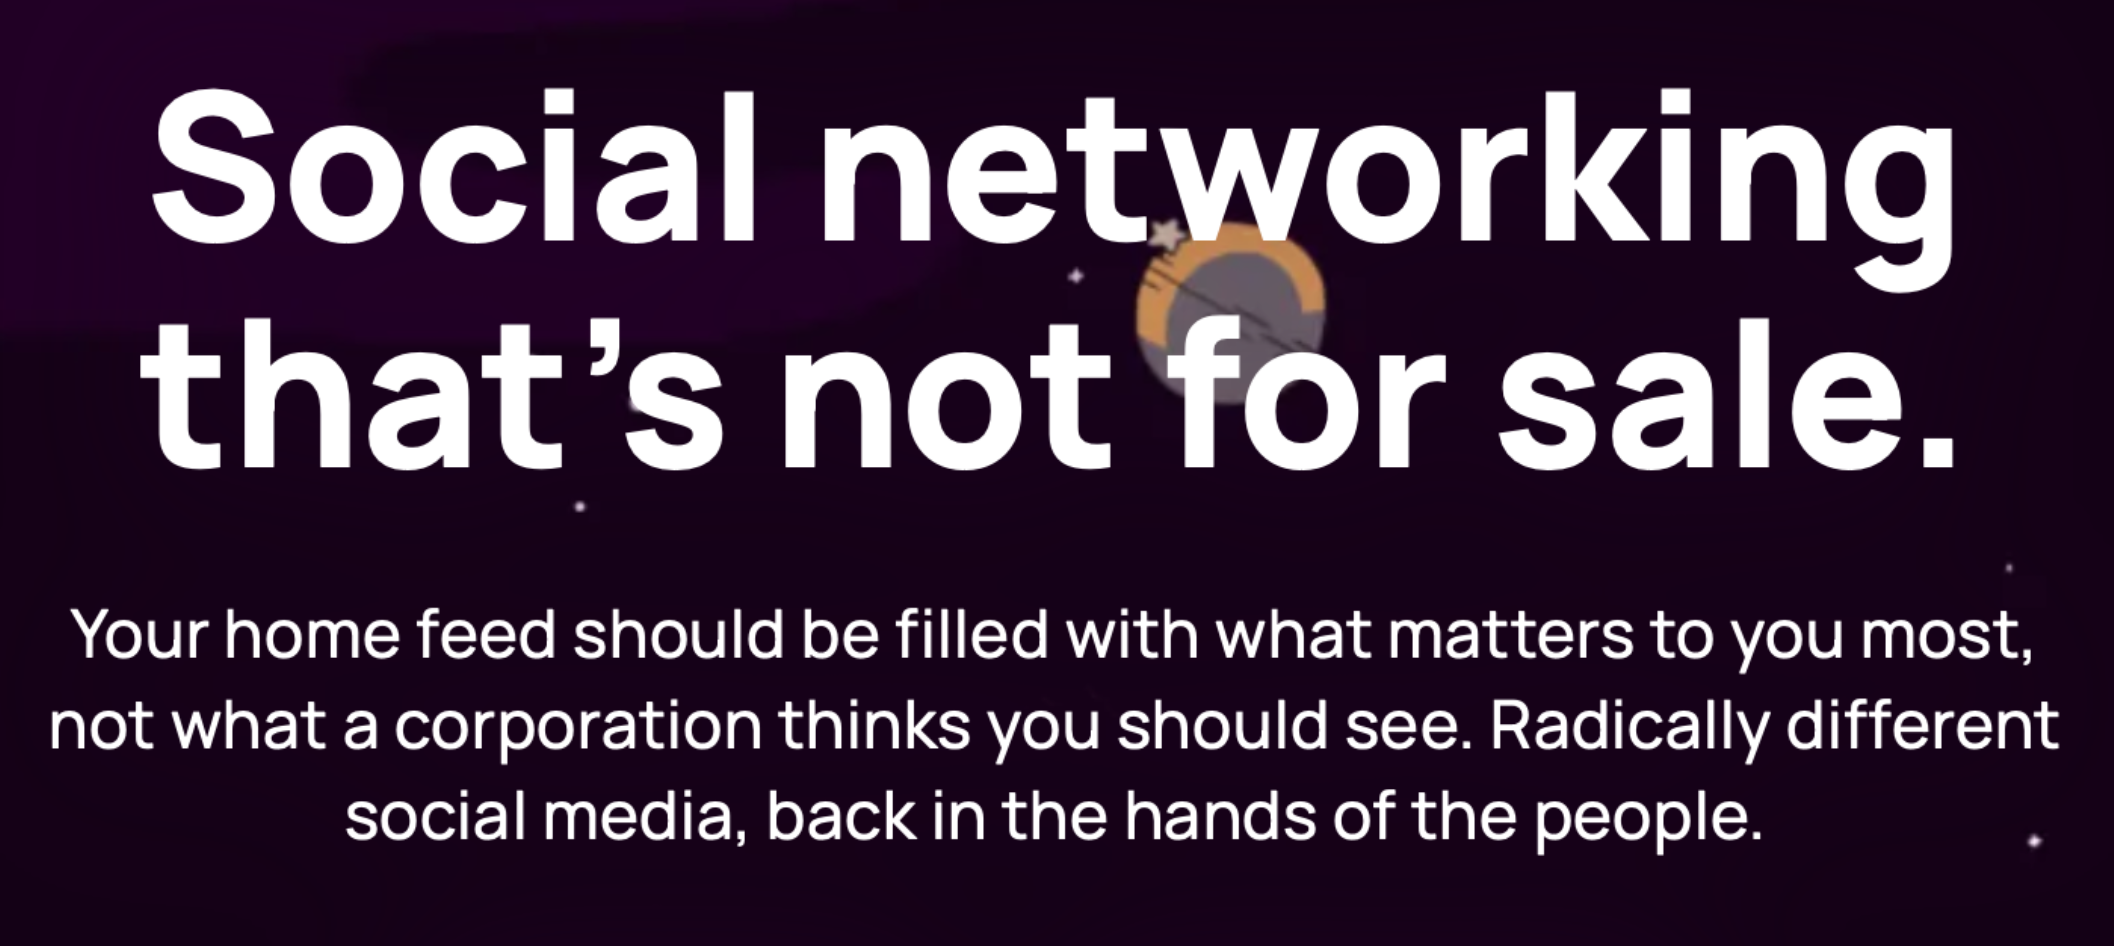 Social networking
that’s not for sale.
Your home feed should be filled with what matters to you most,
not what a corporation thinks you should see. Radically different
social media, back in the hands of the people.